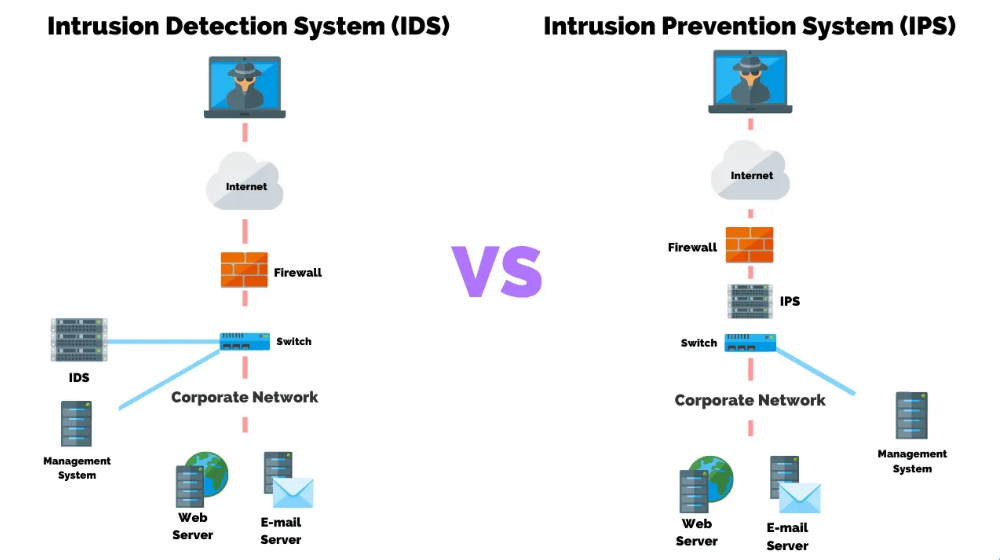 Intrusion Detection System (IDS)
Internet
Firewall
Switch
IDS
Corporate Network
Management
System
Web
Server
E-mail
Server
VS
Intrusion Prevention System (IPS)
Internet
Firewall
IPS
Switch
Corporate Network
Management
System
Web
Server
E-mail
Server